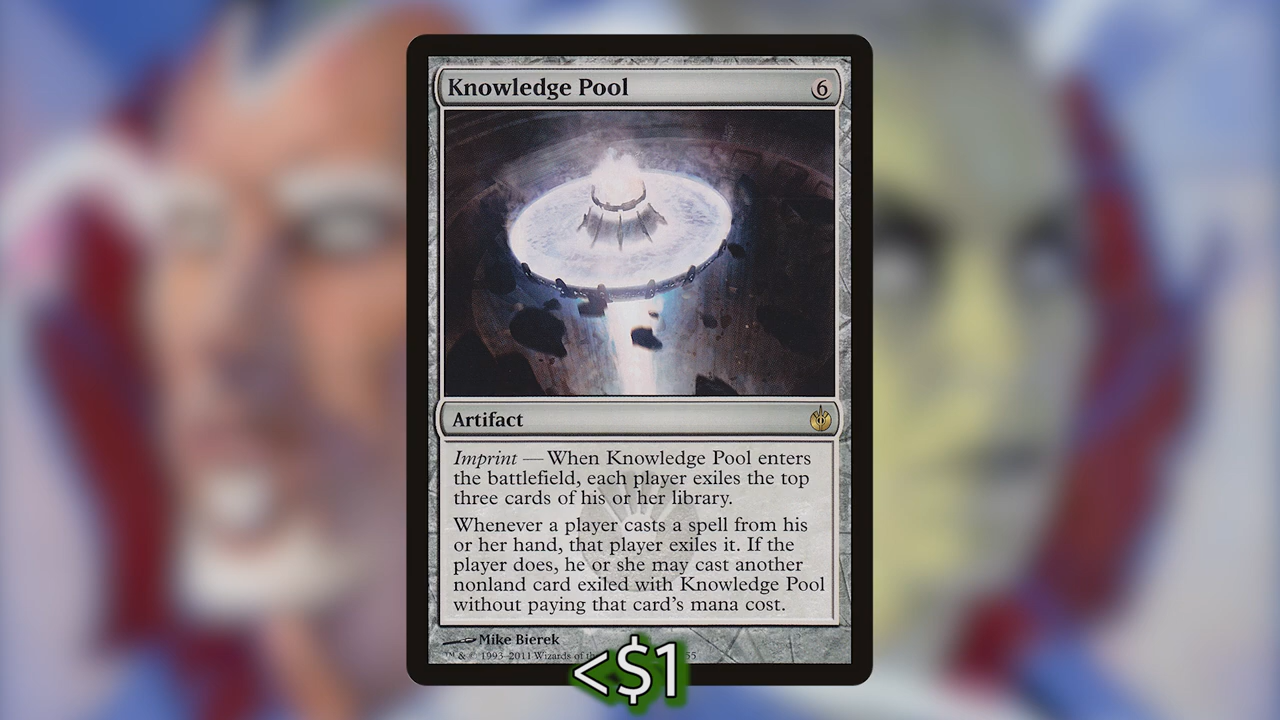 Knowledge Pool 6
Artifact
Imprint — When Knowledge Pool enters
the battlefield, each player exiles the top
three cards of his or her library.
Whenever a player casts a spell from his
or her hand, that player exiles it. If the
player does, he or she may cast another
nonland card exiled with Knowledge Pool
without paying that card's mana cost.
Mike Bierek
™ & © 1993–2011 Wizards of the 55
<$1